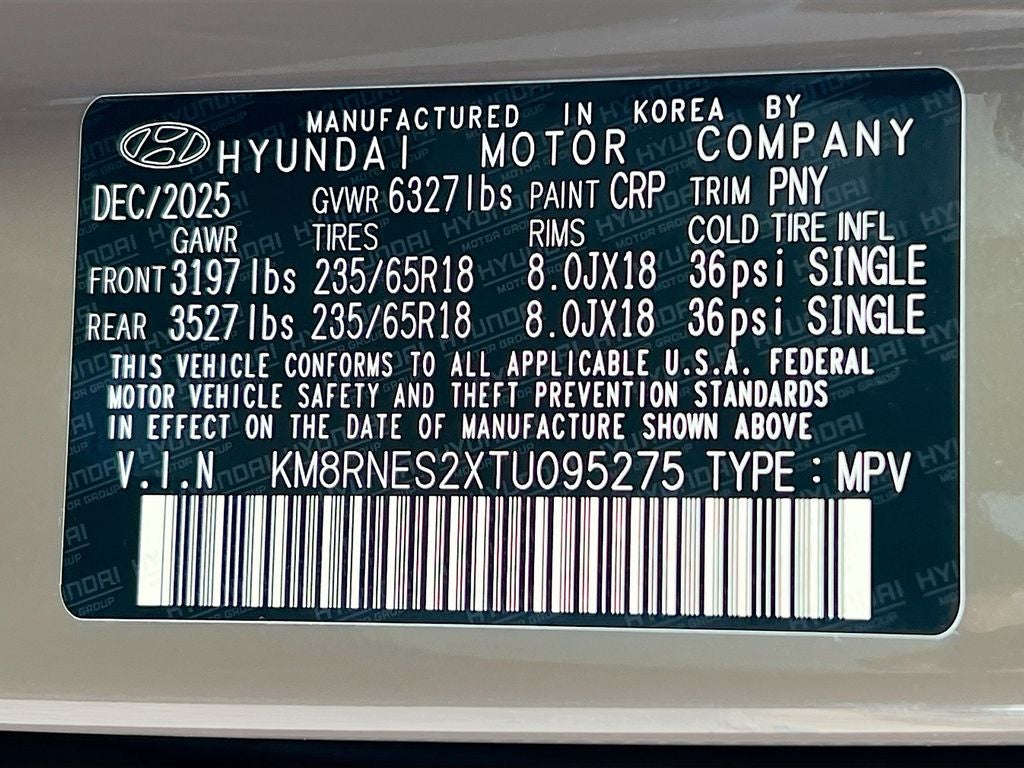 MANUFACTURED IN KOREA BY
HYUNDAI MOTOR COMPANY
DEC/2025 GVWR 6327lbs PAINT CRP TRIM PNY
GAWR TIRES RIMS COLD TIRE INFL
FRONT 3197lbs 235/65R18 8.0JX18 36psi SINGLE
REAR 3527lbs 235/65R18 8.0JX18 36psi SINGLE
THIS VEHICLE CONFORMS TO ALL APPLICABLE U.S.A. FEDERAL
MOTOR VEHICLE SAFETY AND THEFT PREVENTION STANDARDS
IN EFFECT ON THE DATE OF MANUFACTURE SHOWN ABOVE
V.I.N KM8RNES2XTU095275 TYPE : MPV